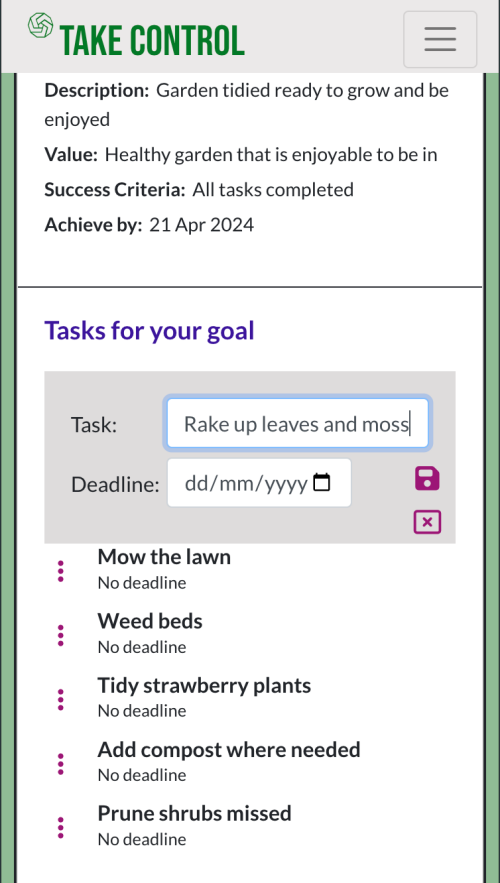 TAKE CONTROL
Description: Garden tidied ready to grow and be
enjoyed
Value: Healthy garden that is enjoyable to be in
Success Criteria: All tasks completed
Achieve by: 21 Apr 2024
Tasks for your goal
Task: Rake up leaves and moss
Deadline: dd/mm/yyyy
Mow the lawn
No deadline
Weed beds
No deadline
Tidy strawberry plants
No deadline
Add compost where needed
No deadline
Prune shrubs missed
No deadline